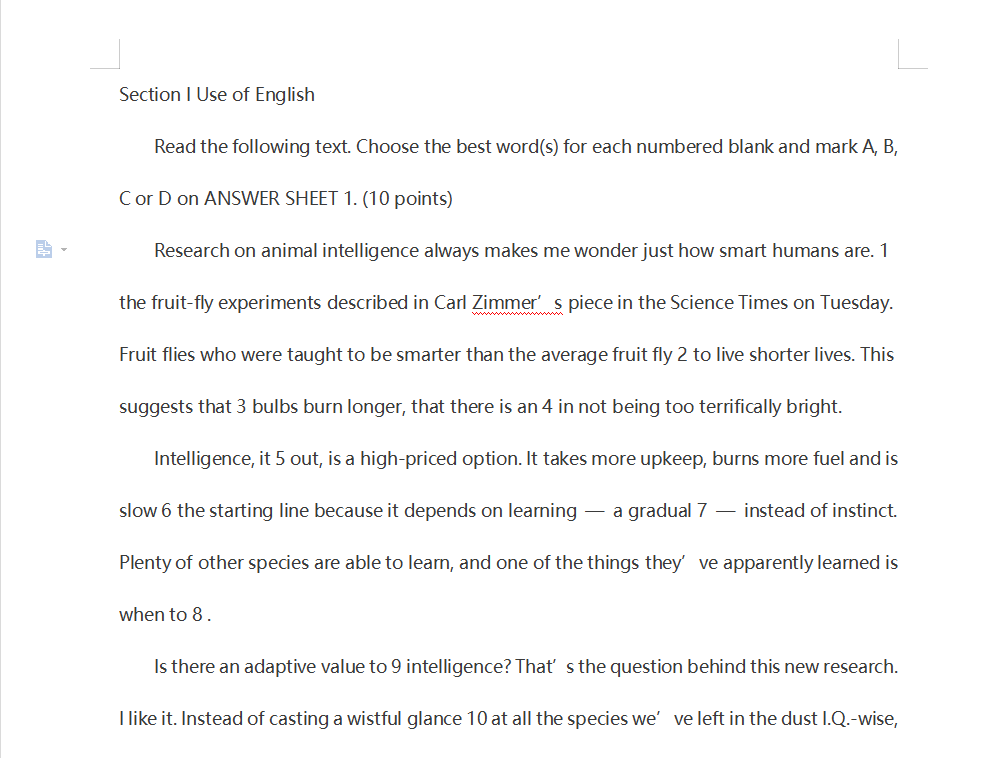 Section I Use of English
Read the following text. Choose the best word(s) for each numbered blank and mark A, B,
C or D on ANSWER SHEET 1. (10 points)
Research on animal intelligence always makes me wonder just how smart humans are. 1
the fruit-fly experiments described in Carl Zimmer’s piece in the Science Times on Tuesday.
Fruit flies who were taught to be smarter than the average fruit fly 2 to live shorter lives. This
suggests that 3 bulbs burn longer, that there is an 4 in not being too terrifically bright.
Intelligence, it 5 out, is a high-priced option. It takes more upkeep, burns more fuel and is
slow 6 the starting line because it depends on learning — a gradual 7 — instead of instinct.
Plenty of other species are able to learn, and one of the things they’ve apparently learned is
when to 8 .
Is there an adaptive value to 9 intelligence? That’s the question behind this new research.
I like it. Instead of casting a wistful glance 10 at all the species we’ve left in the dust I.Q.-wise,